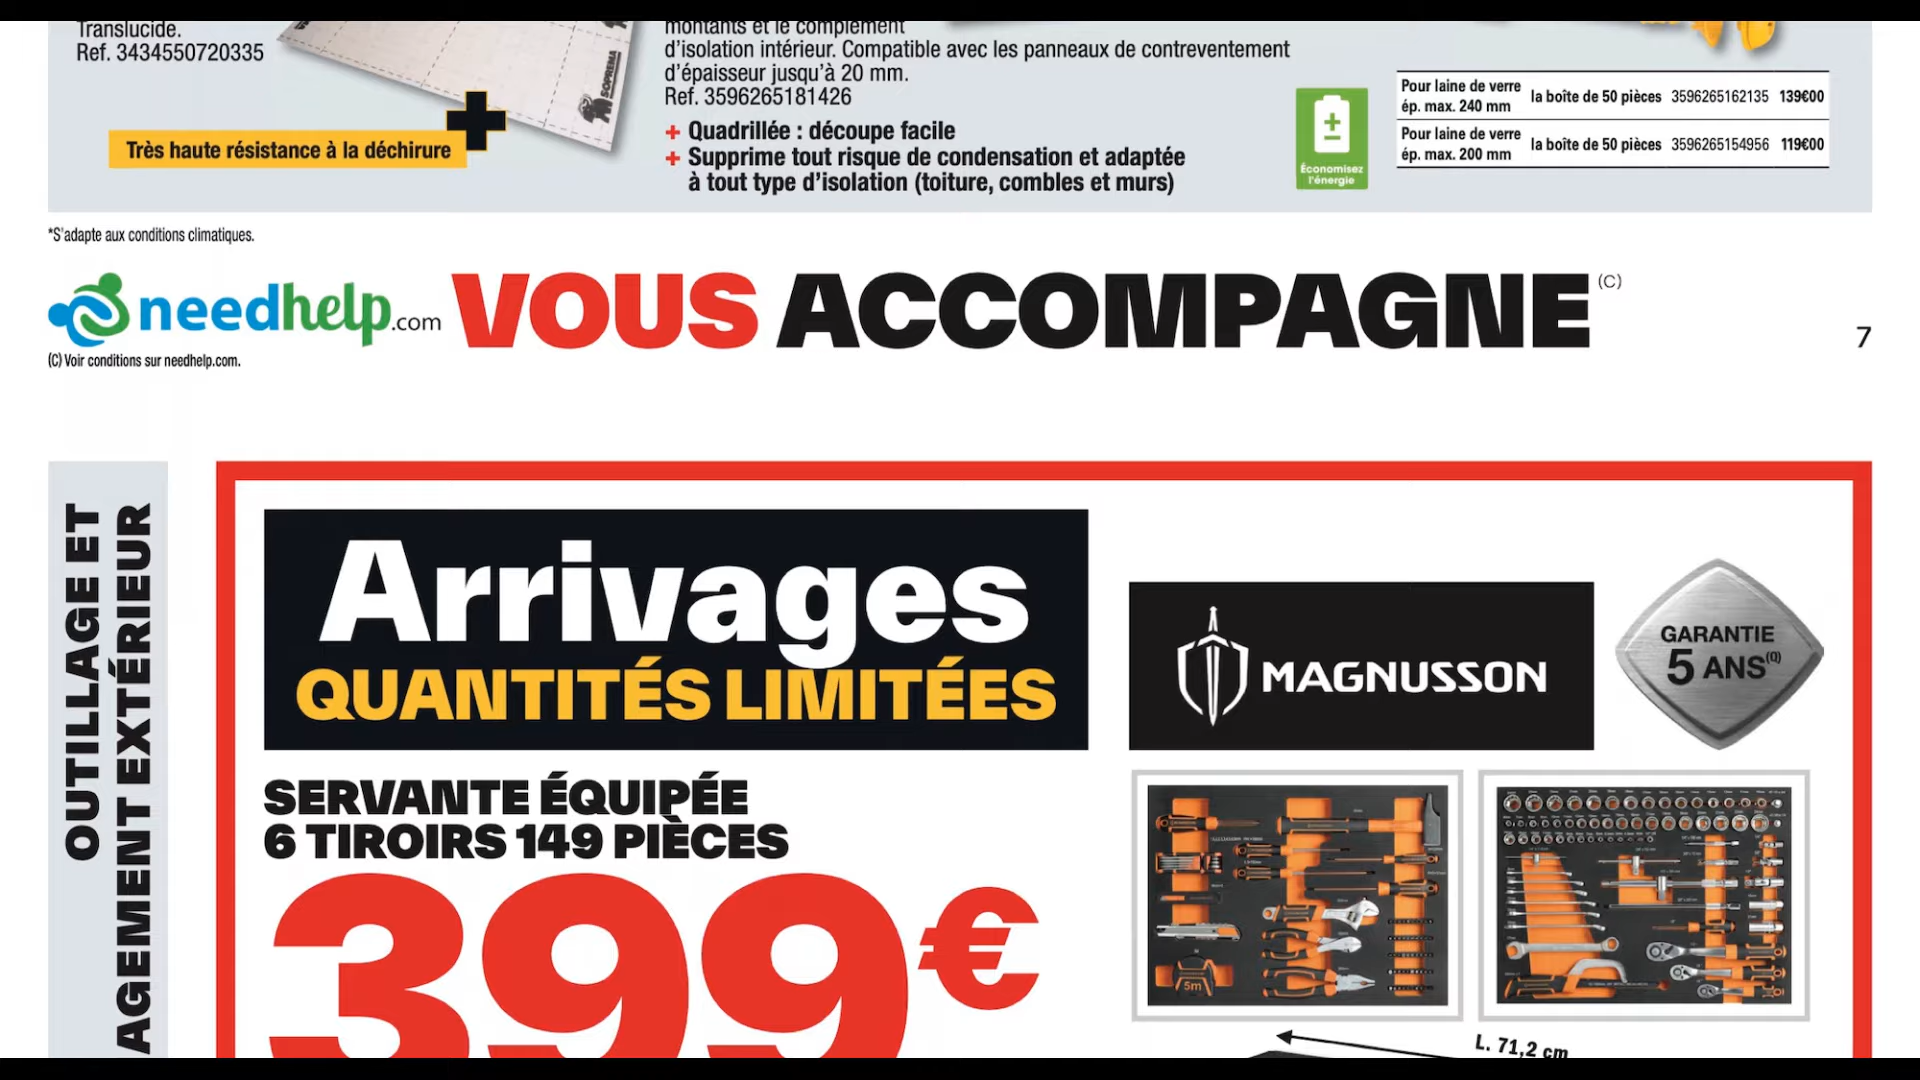 Translucide.
Ref. 3434550720335
SOPREMA
Très haute résistance à la déchirure
montants et le complément
d'isolation intérieur. Compatible avec les panneaux de contreventement
d'épaisseur jusqu'à 20 mm.
Ref. 3596265181426
+ Quadrillée : découpe facile
+ Supprime tout risque de condensation et adaptée
à tout type d'isolation (toiture, combles et murs)
Économisez
l'énergie
Pour laine de verre
ép. max. 240 mm la boîte de 50 pièces 3596265162135 139€00
Pour laine de verre
ép. max. 200 mm la boîte de 50 pièces 3596265154956 119€00
*S'adapte aux conditions climatiques.
needhelp.com VOUS ACCOMPAGNE (C)
(C) Voir conditions sur needhelp.com.
7
OUTILLAGE ET
AGEMENT EXTÉRIEUR
Arrivages
QUANTITÉS LIMITÉES
MAGNUSSON
GARANTIE
5 ANS(Q)
SERVANTE ÉQUIPÉE
6 TIROIRS 149 PIÈCES
399€
5m
L. 71,2 cm